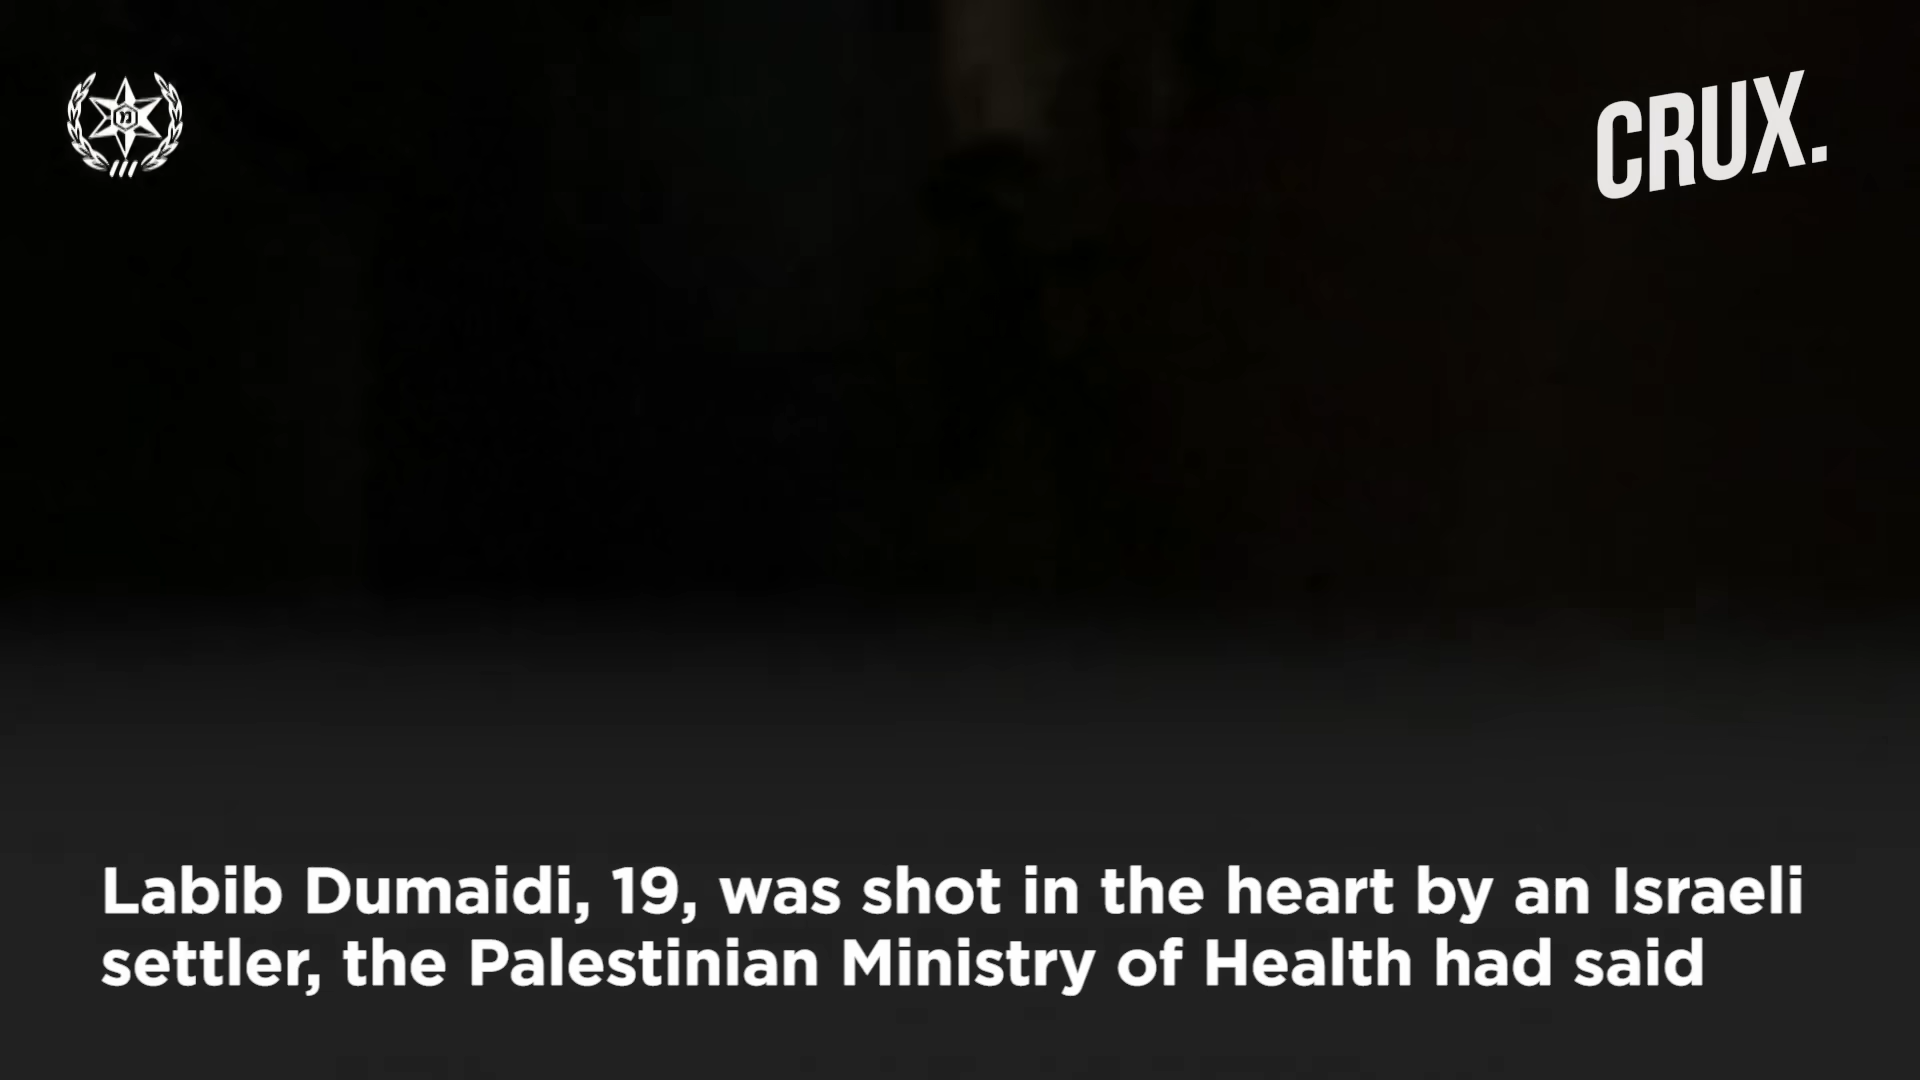 CRUX.
Labib Dumaidi, 19, was shot in the heart by an Israeli
settler, the Palestinian Ministry of Health had said